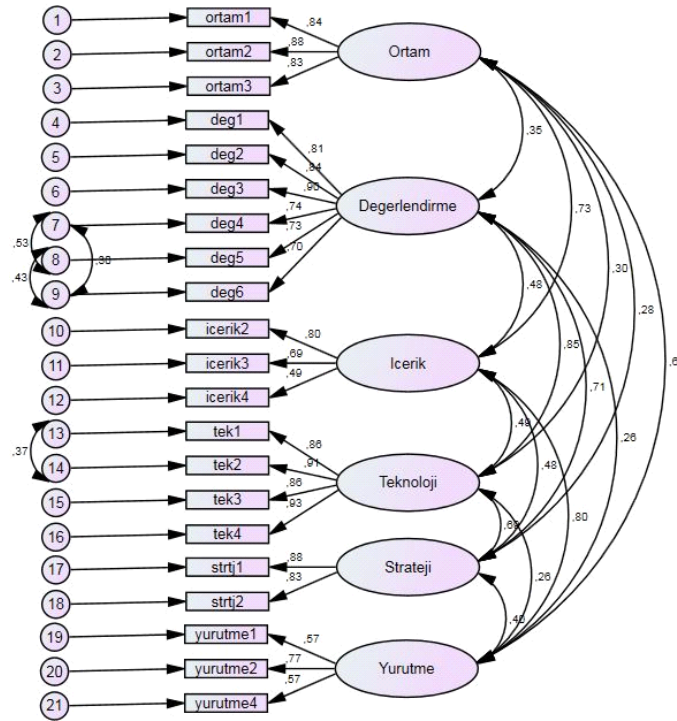 1
ortam1
,84
2
ortam2
,88
Ortam
3
ortam3
,83
4
deg1
,81
,35
5
deg2
,84
6
deg3
,90
Degerlendirme
,73
7
deg4
,74
,53
8
deg5
,73
,38
,30
,43
9
deg6
,70
,48
,28
10
icerik2
,80
,85
11
icerik3
,69
Icerik
,71
12
icerik4
,49
13
tek1
,86
,49
,26
,37
14
tek2
,91
Teknoloji
,48
15
tek3
,86
16
tek4
,93
,80
17
strtj1
,88
Strateji
,26
18
strtj2
,83
19
yurutme1
,57
,40
20
yurutme2
,77
Yurutme
21
yurutme4
,57